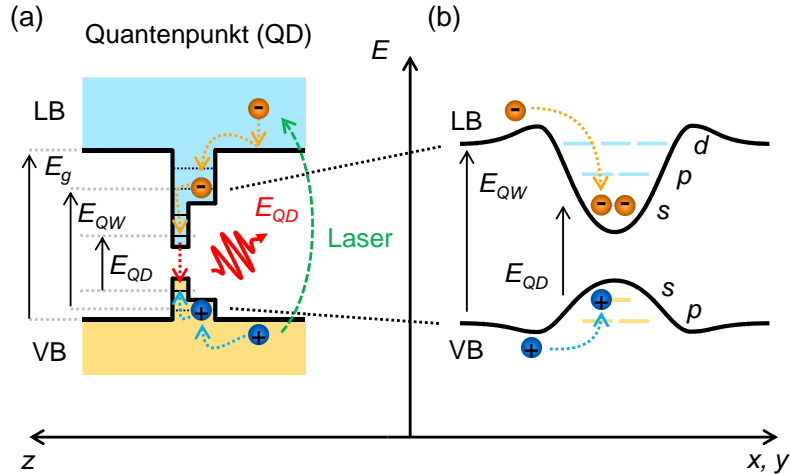 (a)
Quantenpunkt (QD)
LB
E_g
E_QW
E_QD
E_QD
Laser
VB
z
E
(b)
LB
d
p
s
E_QW
E_QD
s
p
VB
x, y